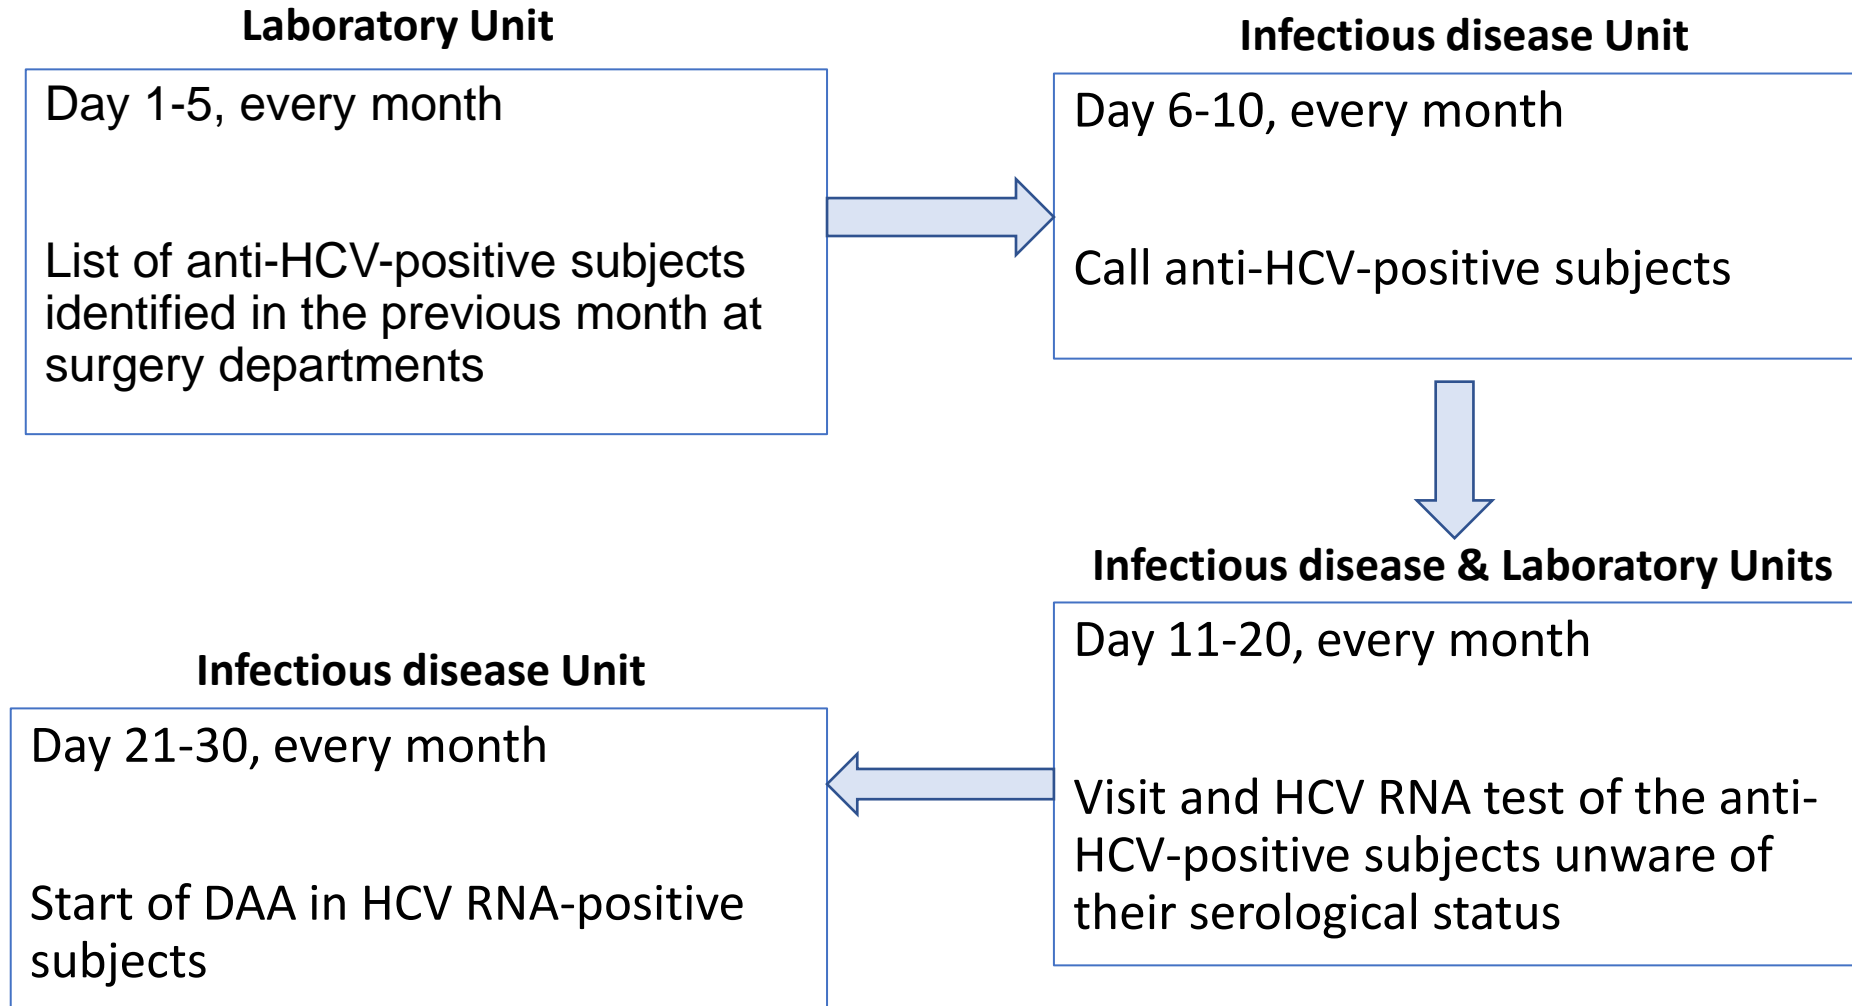 Laboratory Unit
Day 1-5, every month
List of anti-HCV-positive subjects
identified in the previous month at
surgery departments
Infectious disease Unit
Day 6-10, every month
Call anti-HCV-positive subjects
Infectious disease & Laboratory Units
Day 11-20, every month
Visit and HCV RNA test of the anti-
HCV-positive subjects unware of
their serological status
Infectious disease Unit
Day 21-30, every month
Start of DAA in HCV RNA-positive
subjects